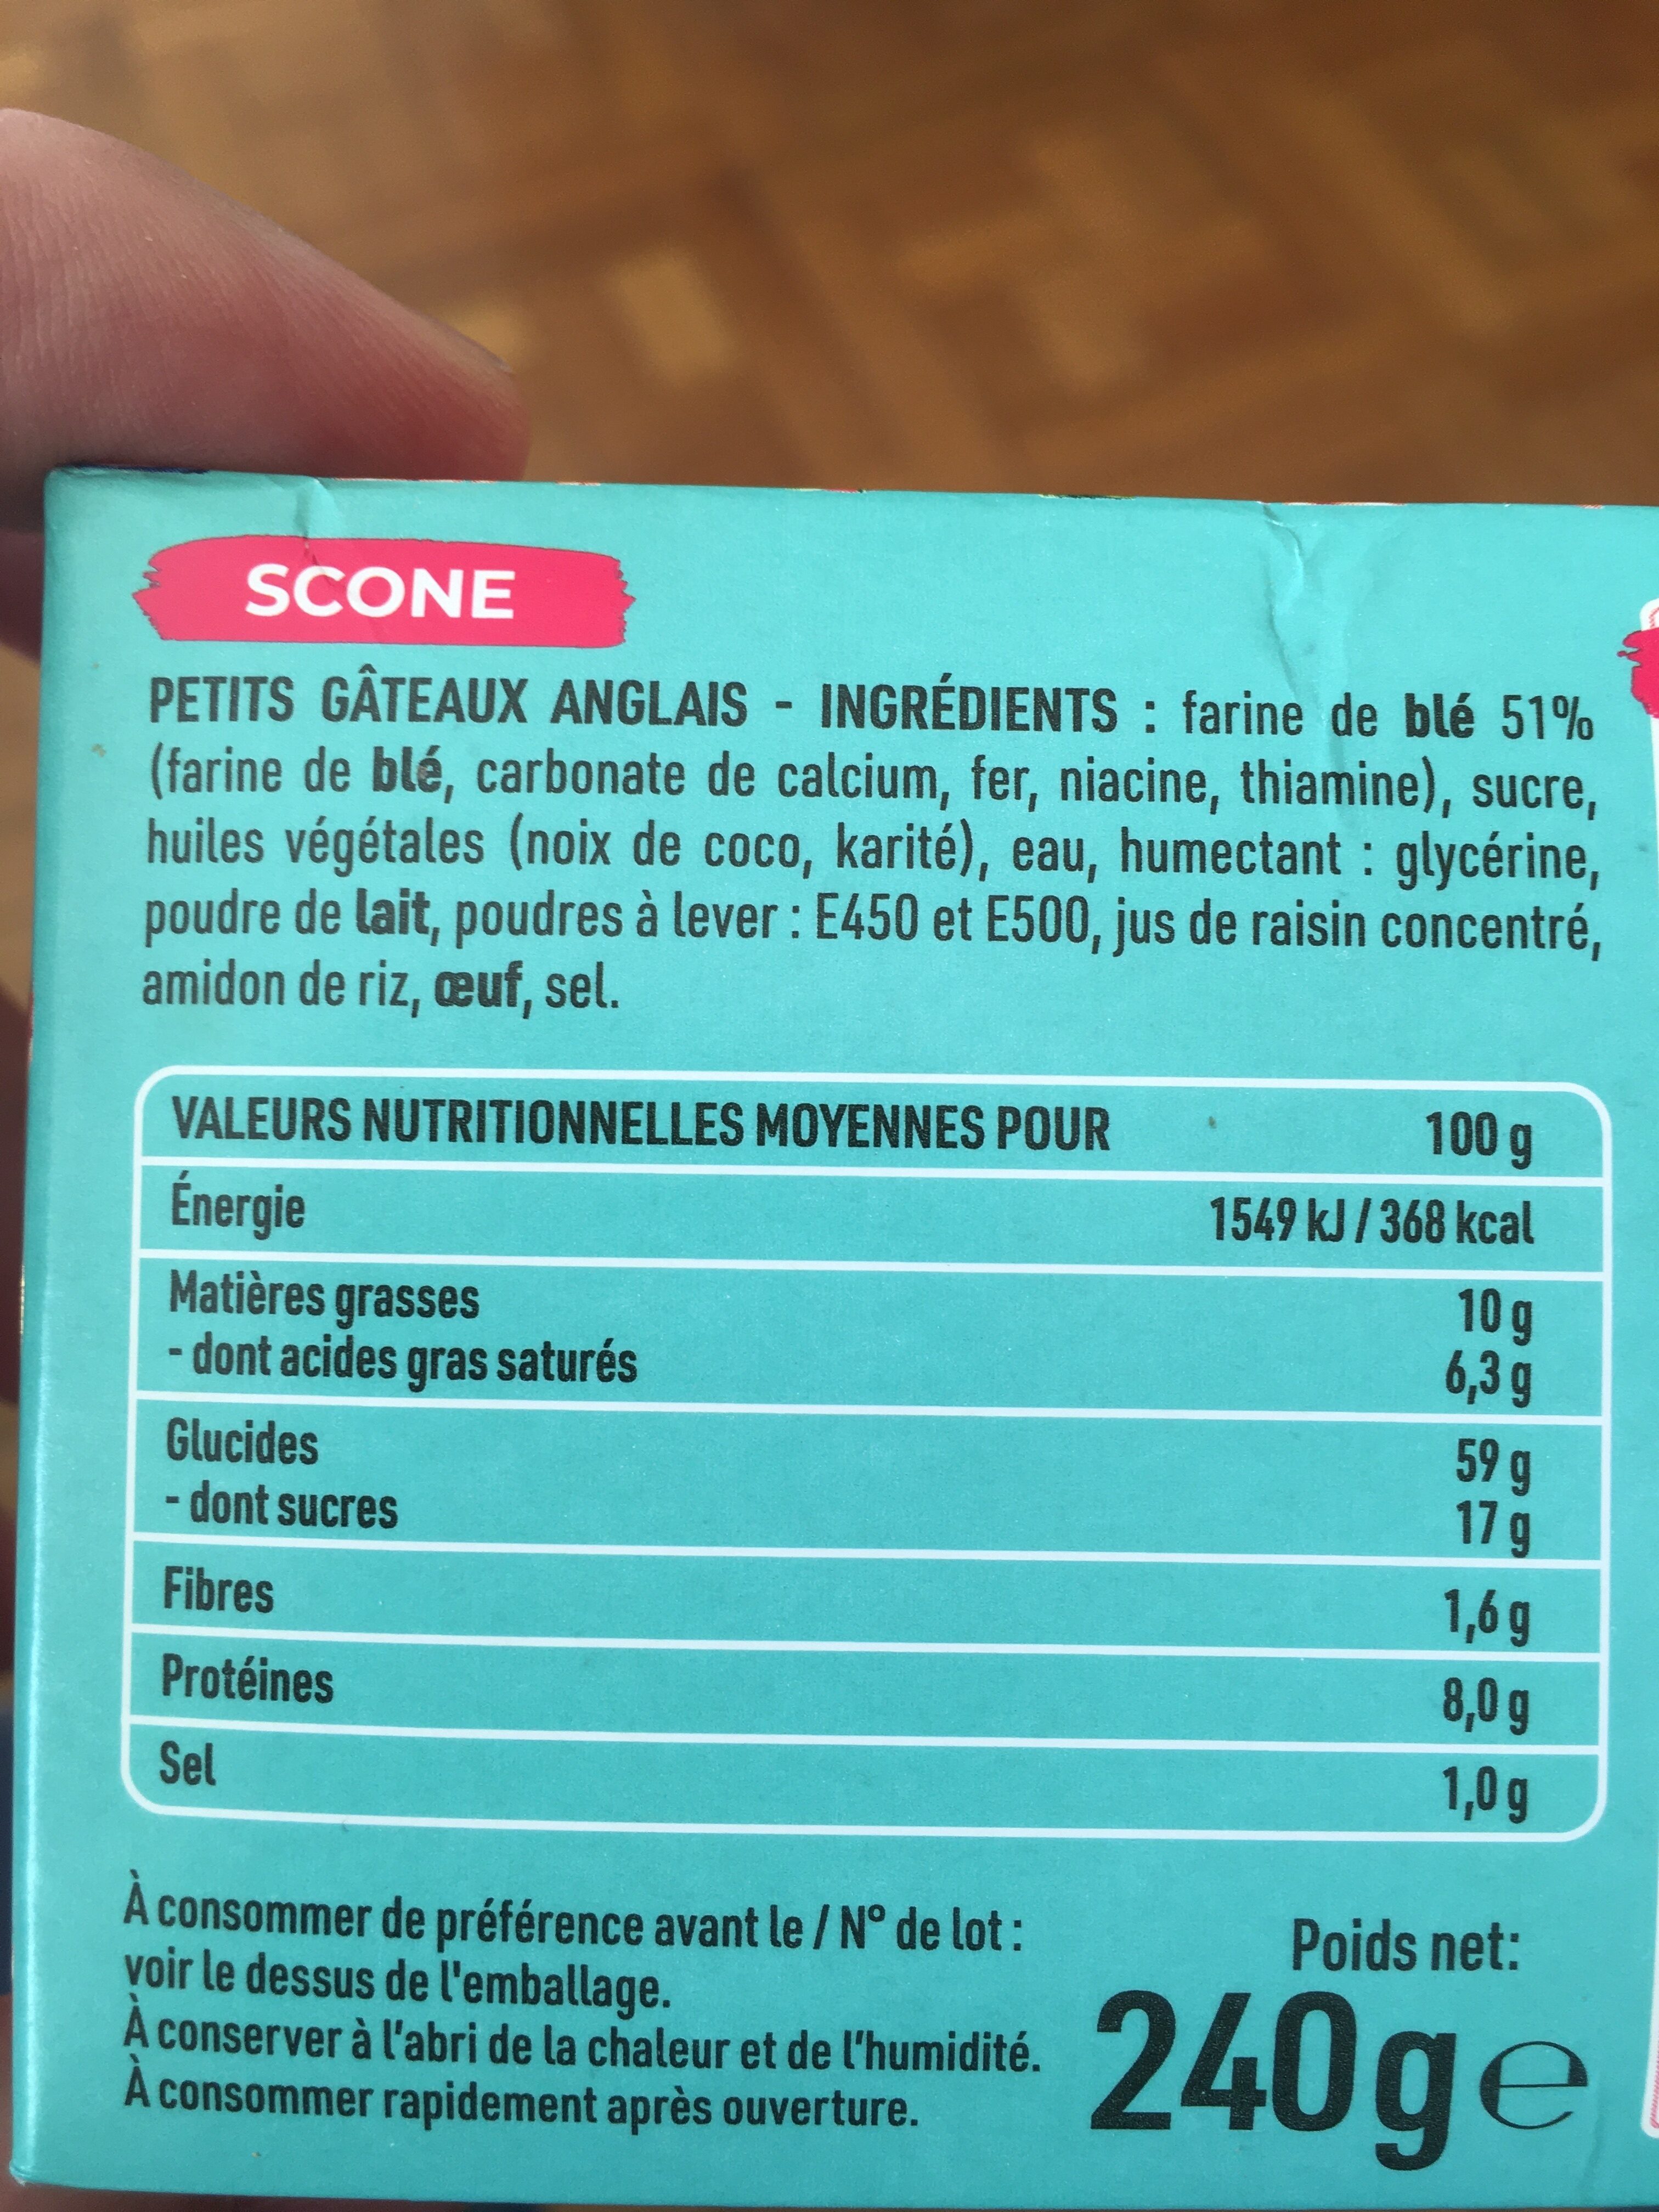 SCONE
PETITS GÂTEAUX ANGLAIS - INGRÉDIENTS : farine de blé 51%
(farine de blé, carbonate de calcium, fer, niacine, thiamine), sucre,
huiles végétales (noix de coco, karité), eau, humectant : glycérine,
poudre de lait, poudres à lever : E450 et E500, jus de raisin concentré,
amidon de riz, œuf, sel.
VALEURS NUTRITIONNELLES MOYENNES POUR 100 g
Énergie 1549 kJ / 368 kcal
Matières grasses 10 g
- dont acides gras saturés 6,3 g
Glucides 59 g
- dont sucres 17 g
Fibres 1,6 g
Protéines 8,0 g
Sel 1,0 g
À consommer de préférence avant le / N° de lot :
voir le dessus de l'emballage.
À conserver à l'abri de la chaleur et de l'humidité.
À consommer rapidement après ouverture.
Poids net:
240g e